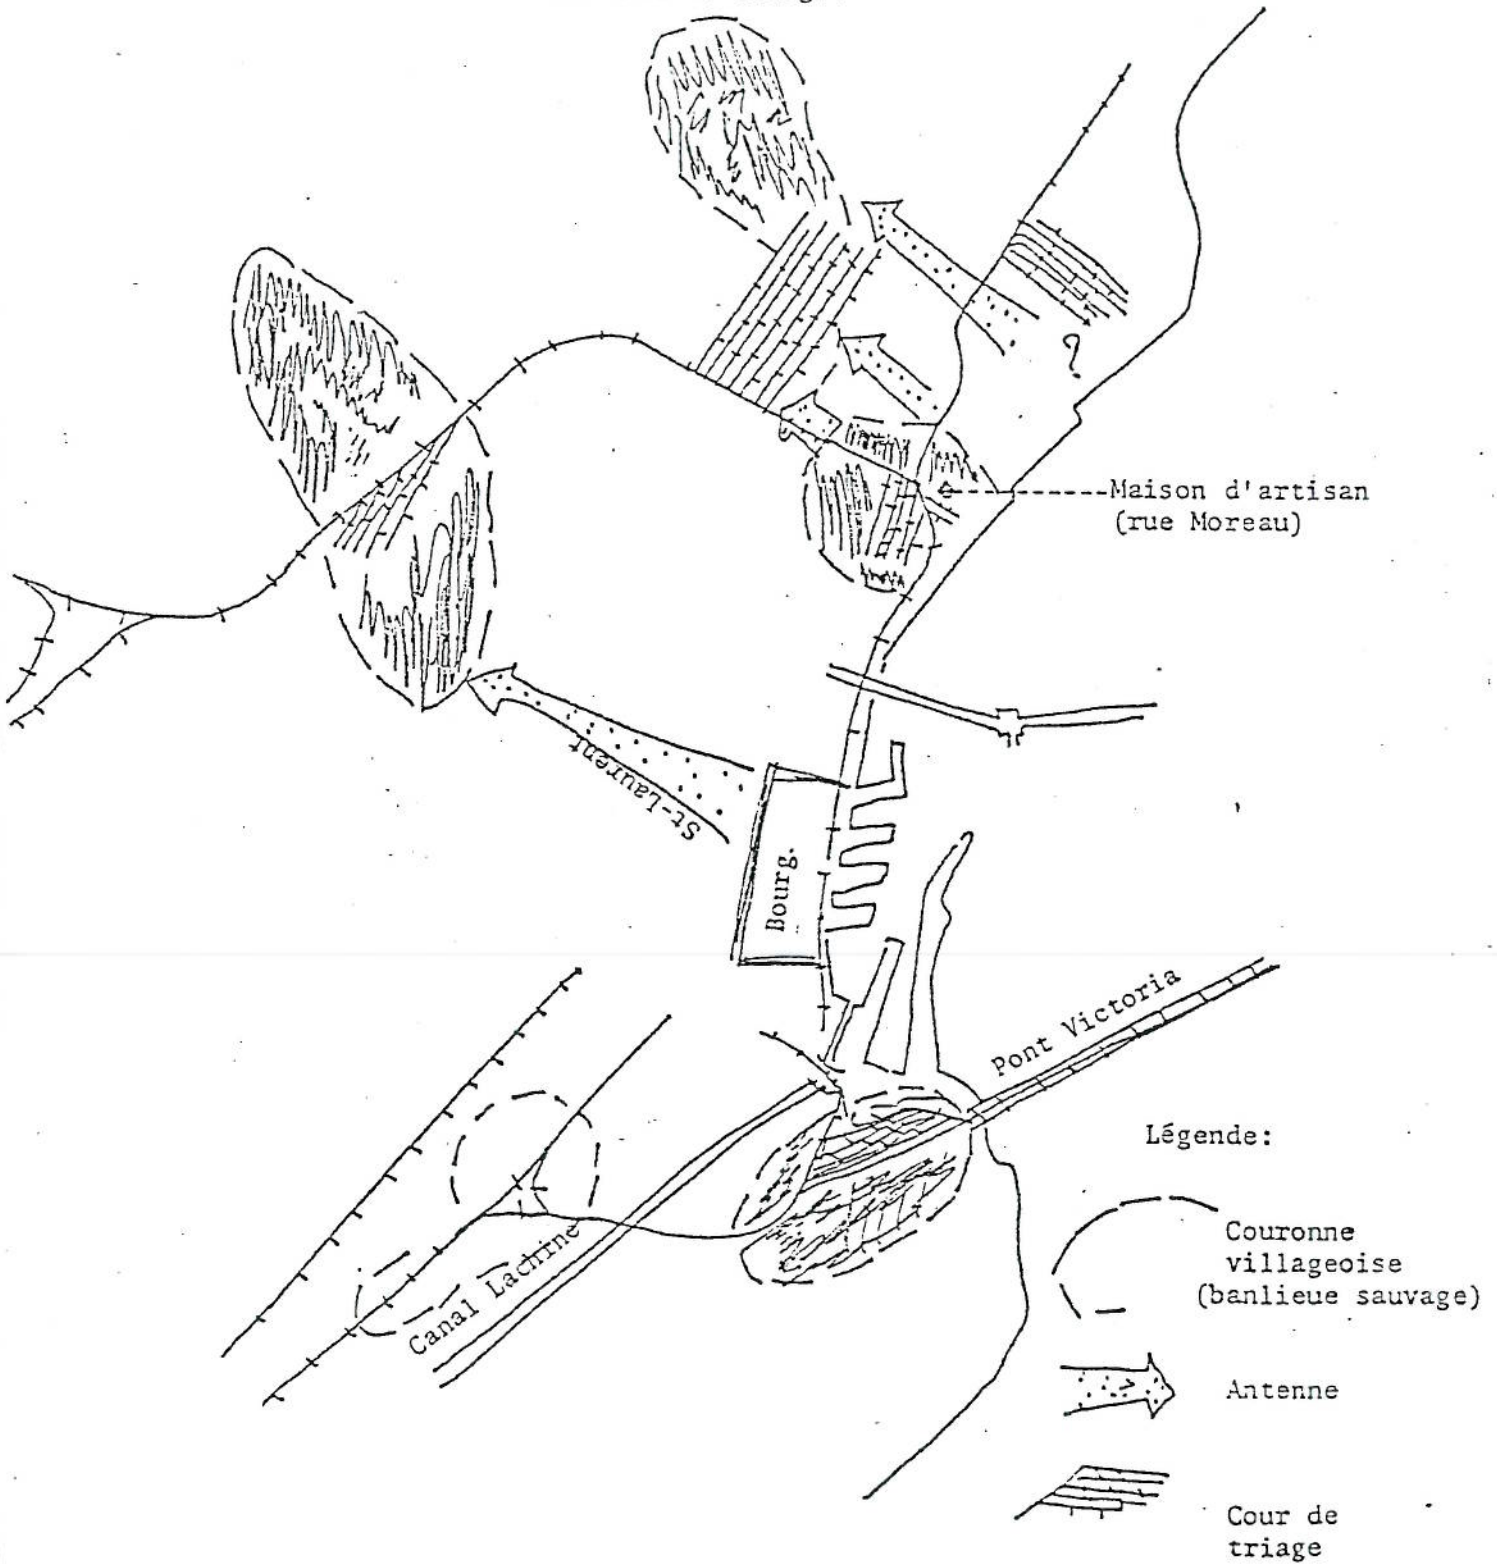 ?
Maison d'artisan
(rue Moreau)
St-Laurent
Bourg.
Pont Victoria
Canal Lachine
Légende:
Couronne
villageoise
(banlieue sauvage)
Antenne
Cour de
triage